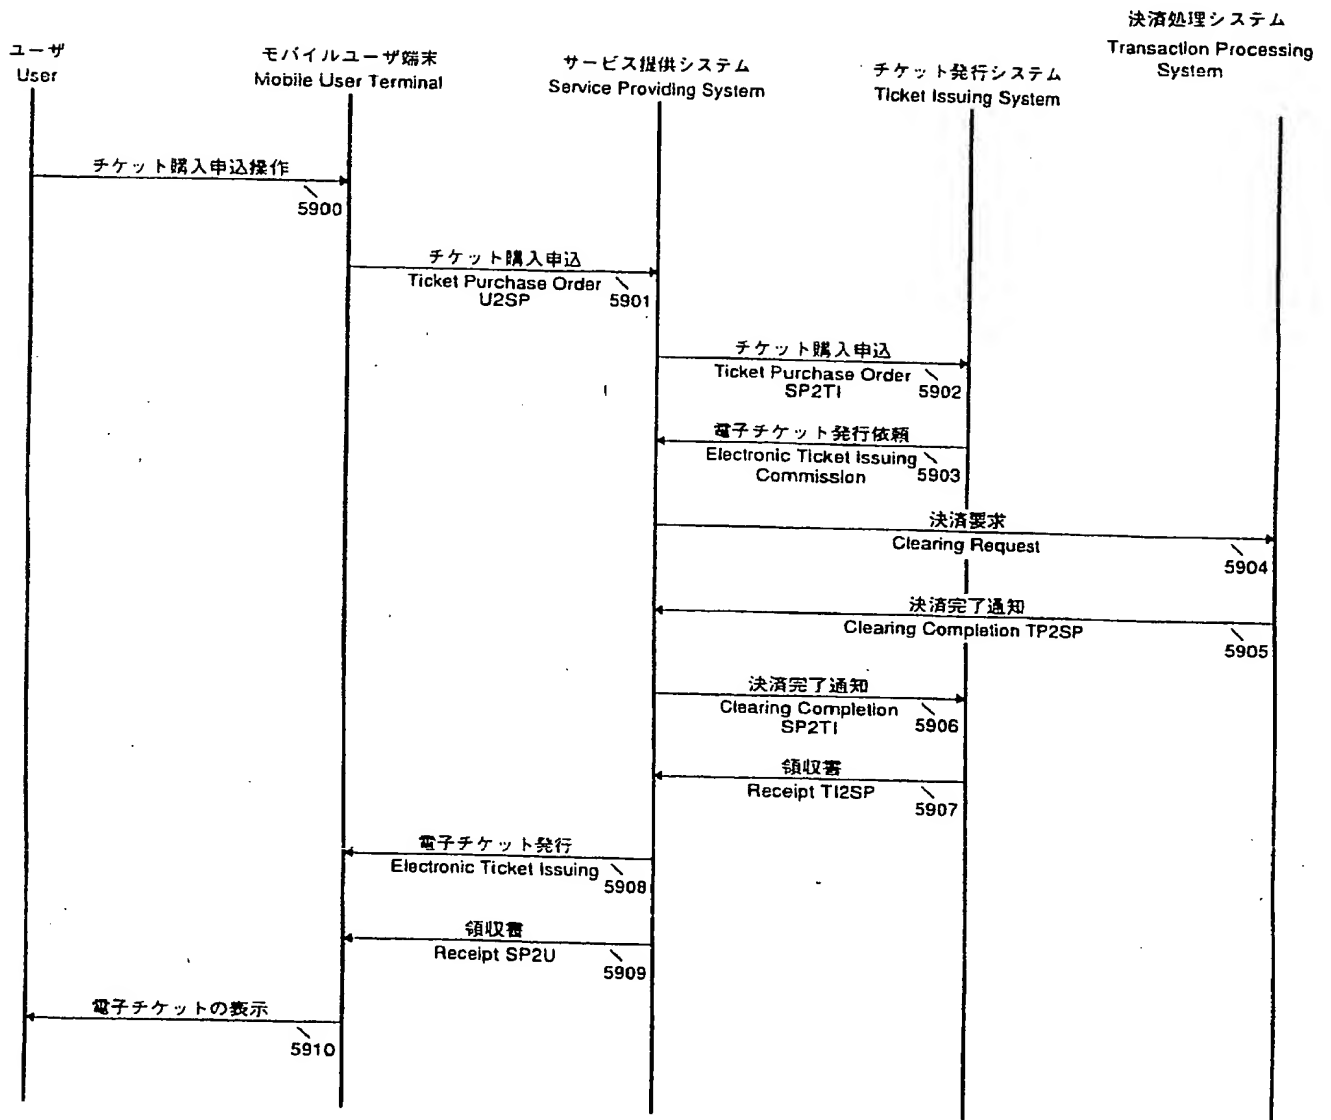 ユーザ
User
モバイルユーザ端末
Mobile User Terminal
サービス提供システム
Service Providing System
チケット発行システム
Ticket Issuing System
決済処理システム
Transaction Processing
System
チケット購入申込操作
5900
チケット購入申込
Ticket Purchase Order
U2SP
5901
チケット購入申込
Ticket Purchase Order
SP2TI
5902
電子チケット発行依頼
Electronic Ticket Issuing
Commission
5903
決済要求
Clearing Request
5904
決済完了通知
Clearing Completion TP2SP
5905
決済完了通知
Clearing Completion
SP2TI
5906
領収書
Receipt TI2SP
5907
電子チケット発行
Electronic Ticket Issuing
5908
領収書
Receipt SP2U
5909
電子チケットの表示
5910